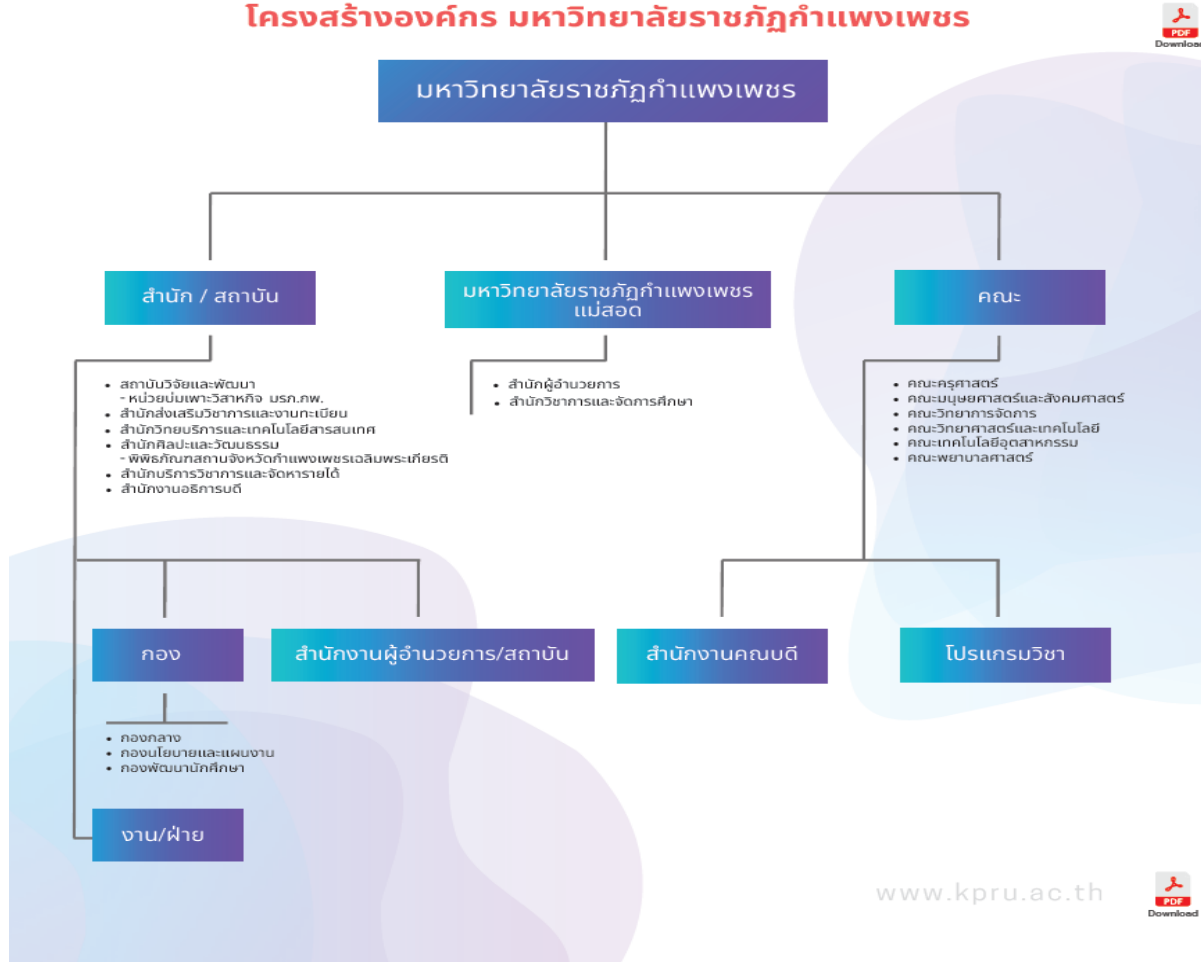 โครงสร้างองค์กร มหาวิทยาลัยราชภัฏกำแพงเพชร
PDF
Download
มหาวิทยาลัยราชภัฏกำแพงเพชร
สำนัก / สถาบัน
มหาวิทยาลัยราชภัฏกำแพงเพชร
แม่สอด
คณะ
• สถาบันวิจัยและพัฒนา
- หน่วยบ่มเพาะวิสาหกิจ มรภ.กพ.
• สำนักส่งเสริมวิชาการและงานทะเบียน
• สำนักวิทยบริการและเทคโนโลยีสารสนเทศ
• สำนักศิลปะและวัฒนธรรม
- พิพิธภัณฑสถานจังหวัดกำแพงเพชรเฉลิมพระเกียรติ
• สำนักบริการวิชาการและจัดหารายได้
• สำนักงานอธิการบดี
• สำนักผู้อำนวยการ
• สำนักวิชาการและจัดการศึกษา
• คณะครุศาสตร์
• คณะมนุษยศาสตร์และสังคมศาสตร์
• คณะวิทยาการจัดการ
• คณะวิทยาศาสตร์และเทคโนโลยี
• คณะเทคโนโลยีอุตสาหกรรม
• คณะพยาบาลศาสตร์
กอง
สำนักงานผู้อำนวยการ/สถาบัน
สำนักงานคณบดี
โปรแกรมวิชา
• กองกลาง
• กองนโยบายและแผนงาน
• กองพัฒนานักศึกษา
งาน/ฝ่าย
www.kpru.ac.th
PDF
Download